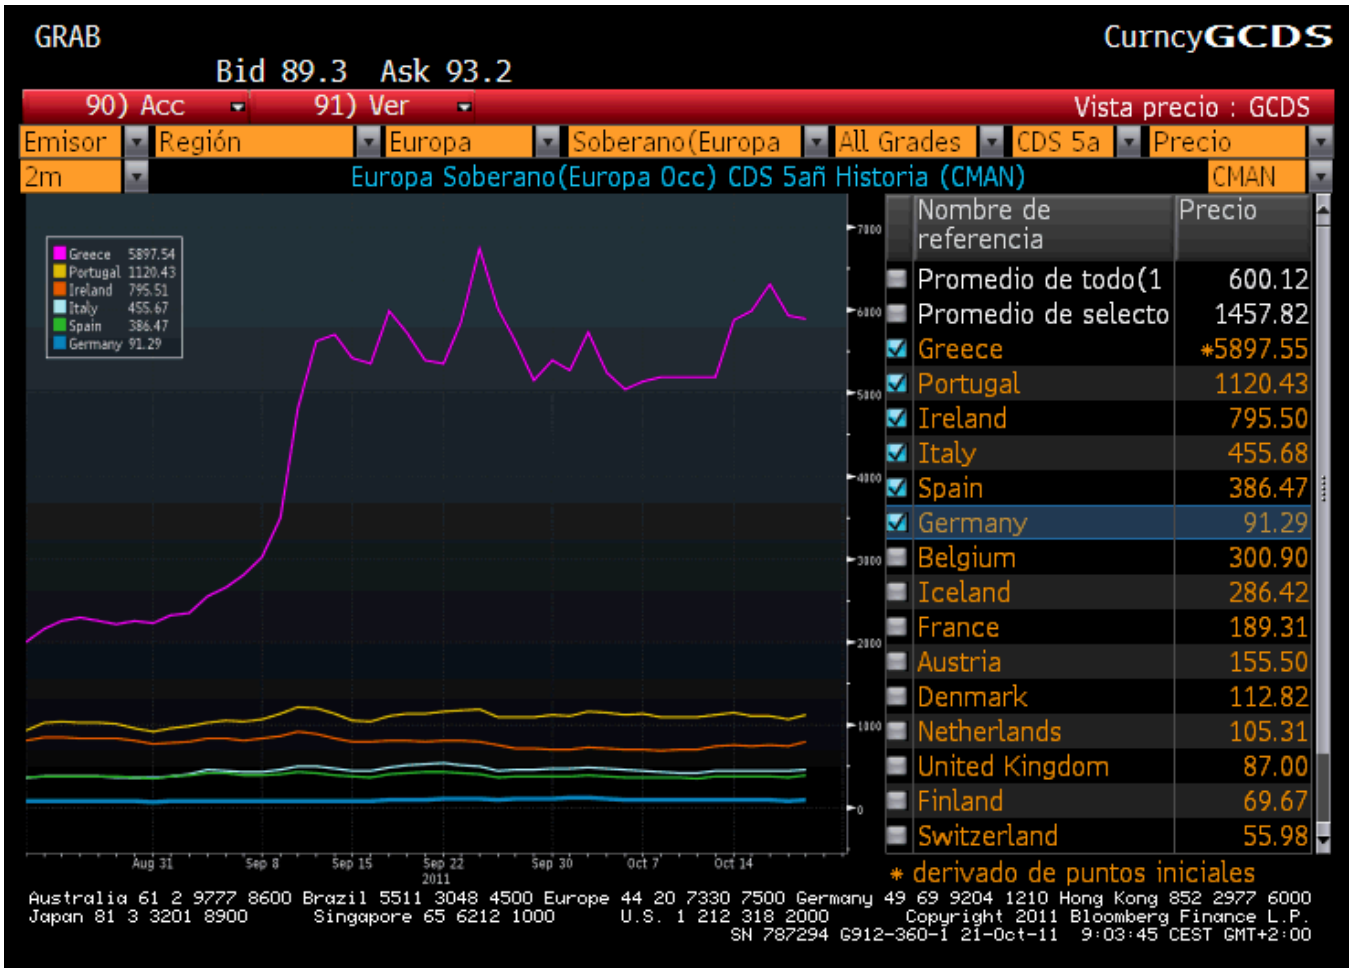 GRAB
Curncy GCDS
Bid 89.3 Ask 93.2
90) Acc 91) Ver Vista precio : GCDS
Emisor Región Europa Soberano(Europa All Grades CDS 5a Precio
2m Europa Soberano(Europa Occ) CDS 5añ Historia (CMAN) CMAN
Nombre de referencia Precio
Greece 5897.54
Portugal 1120.43
Ireland 795.51
Italy 455.67
Spain 386.47
Germany 91.29
7000
6000
5000
4000
3000
2000
1000
0
Promedio de todo(1 600.12
Promedio de selecto 1457.82
Greece *5897.55
Portugal 1120.43
Ireland 795.50
Italy 455.68
Spain 386.47
Germany 91.29
Belgium 300.90
Iceland 286.42
France 189.31
Austria 155.50
Denmark 112.82
Netherlands 105.31
United Kingdom 87.00
Finland 69.67
Switzerland 55.98
Aug 31 Sep 8 Sep 15 Sep 22 Sep 30 Oct 7 Oct 14
2011
* derivado de puntos iniciales
Australia 61 2 9777 8600 Brazil 5511 3048 4500 Europe 44 20 7330 7500 Germany 49 69 9204 1210 Hong Kong 852 2977 6000
Japan 81 3 3201 8900 Singapore 65 6212 1000 U.S. 1 212 318 2000 Copyright 2011 Bloomberg Finance L.P.
SN 787294 G912-360-1 21-Oct-11 9:03:45 CEST GMT+2:00